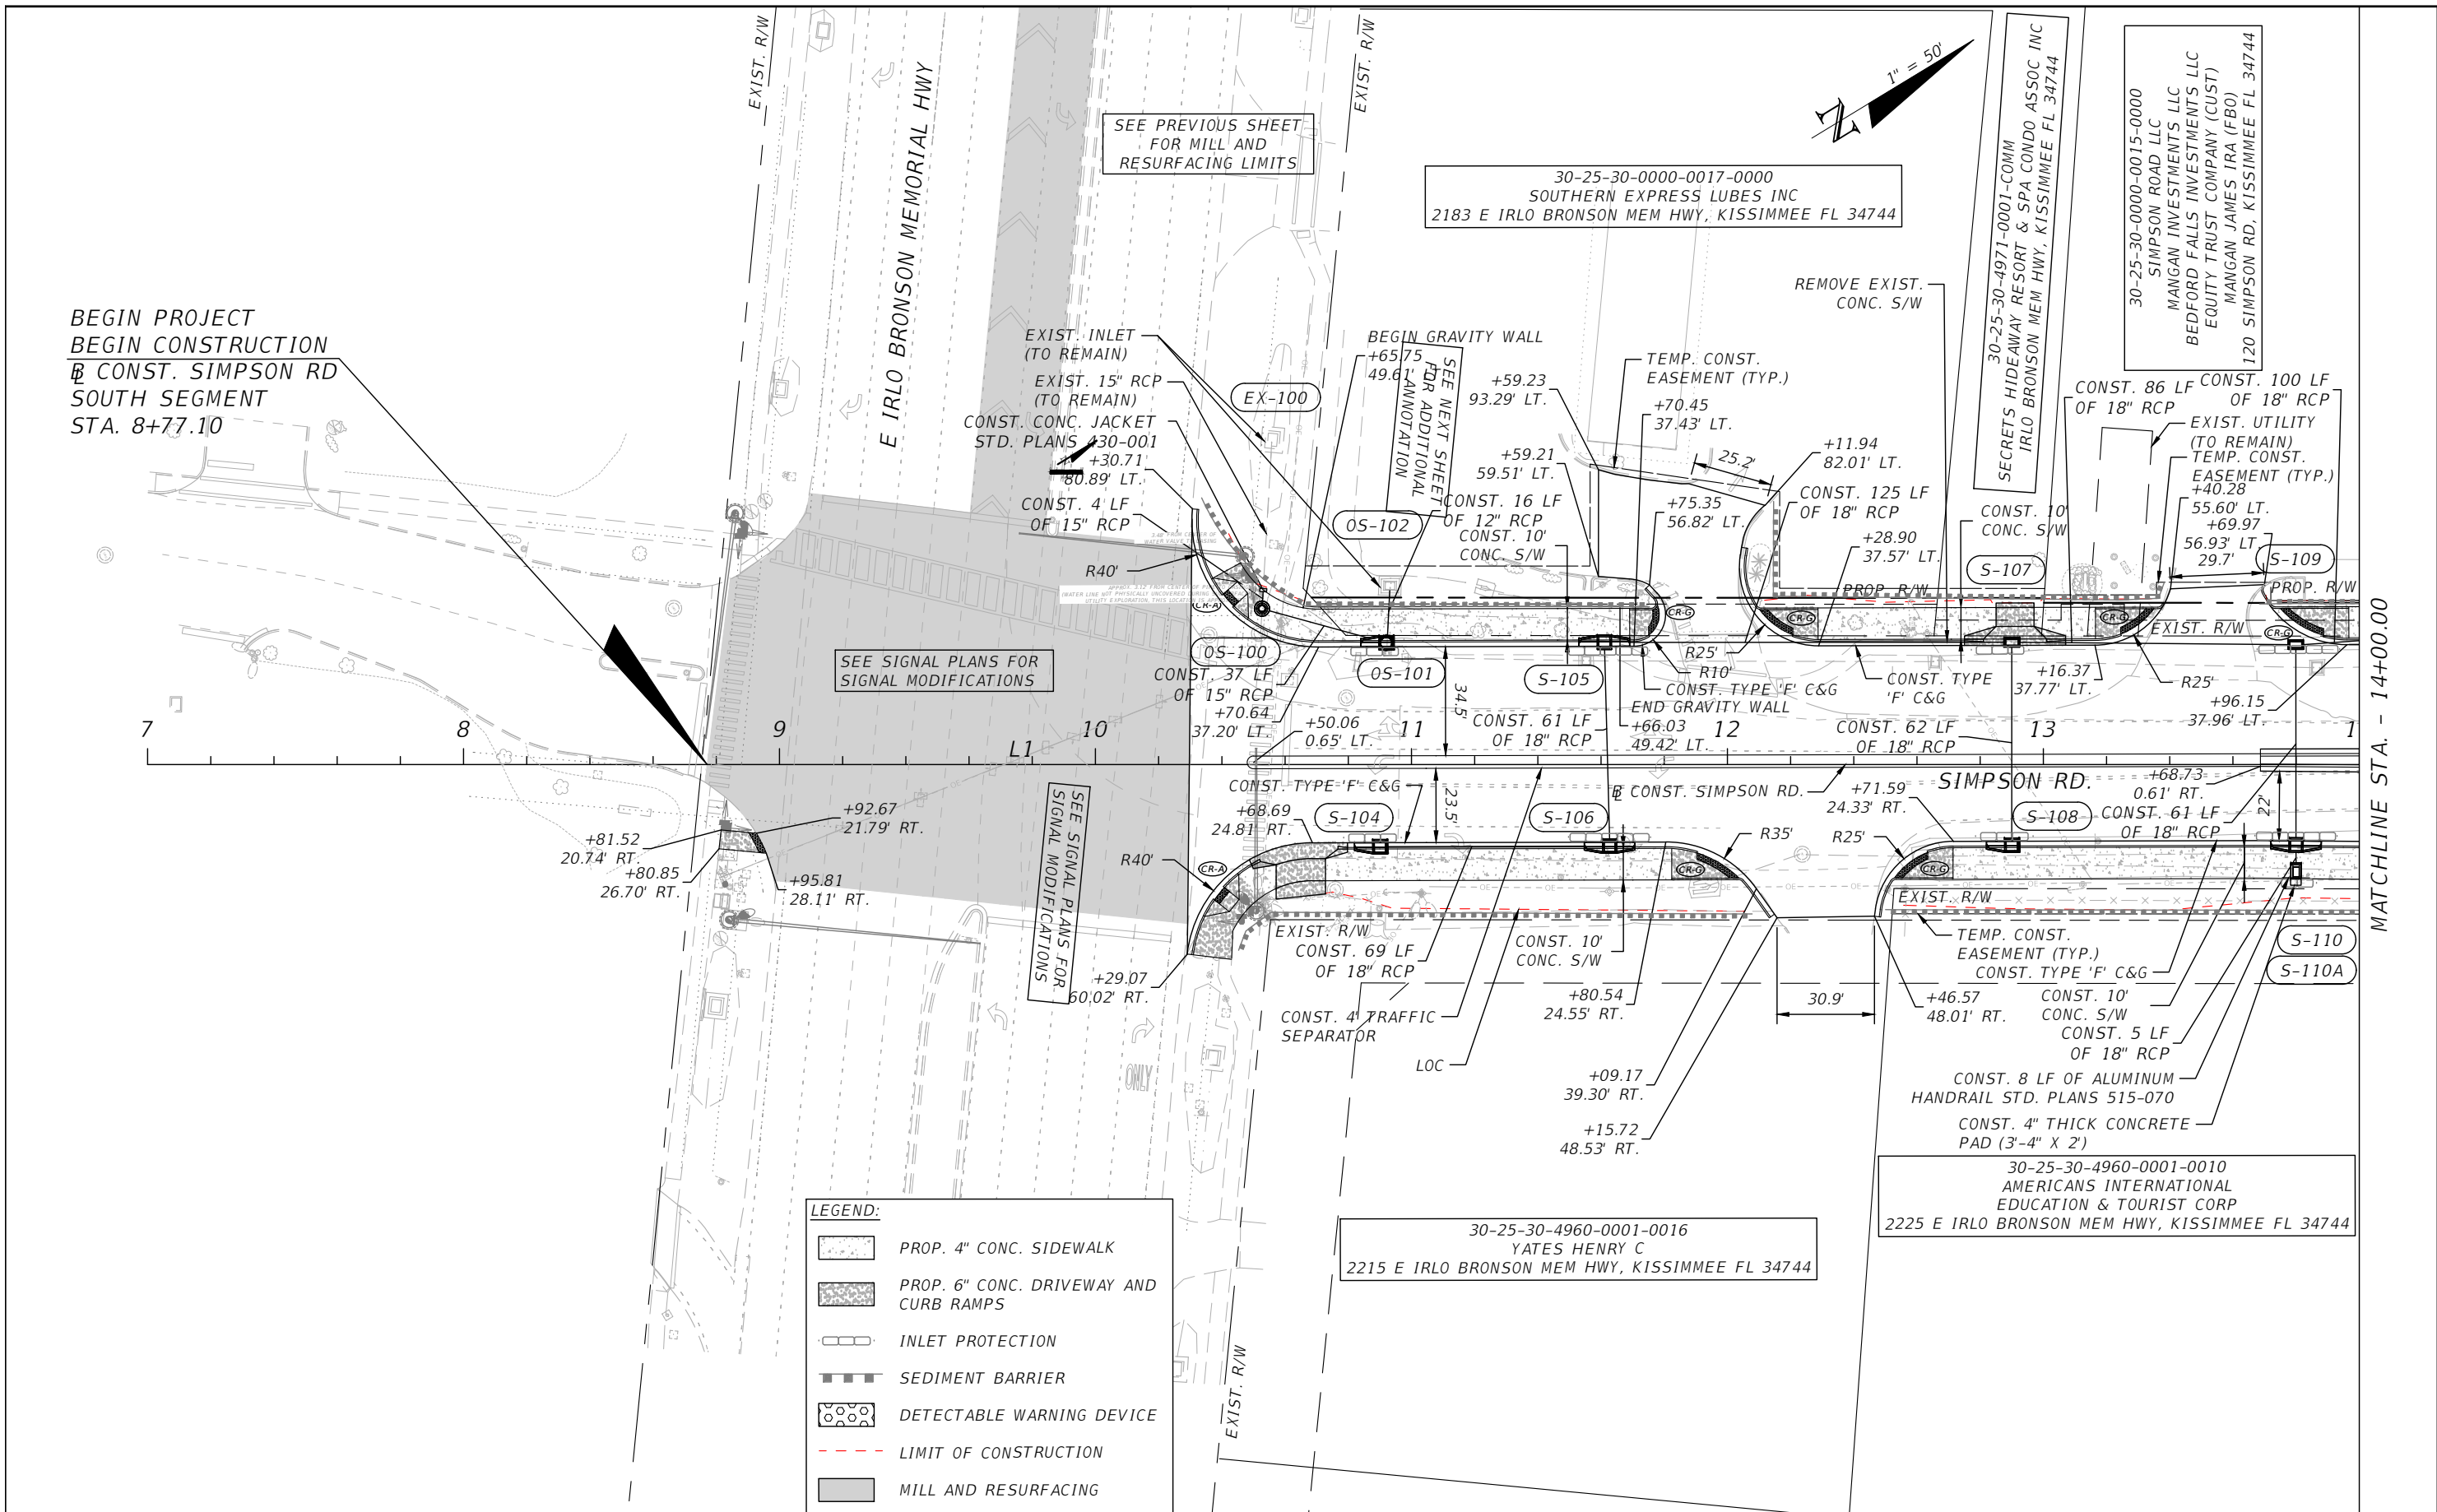 BEGIN PROJECT
BEGIN CONSTRUCTION
BL CONST. SIMPSON RD
SOUTH SEGMENT
STA. 8+77.10
EXIST. R/W
E IRLO BRONSON MEMORIAL HWY
SEE PREVIOUS SHEET
FOR MILL AND
RESURFACING LIMITS
EXIST. R/W
1" = 50'
N
30-25-30-0000-0017-0000
SOUTHERN EXPRESS LUBES INC
2183 E IRLO BRONSON MEM HWY, KISSIMMEE FL 34744
30-25-30-4971-0001-COMM
SECRETS HIDEAWAY RESORT & SPA CONDO ASSOC INC
IRLO BRONSON MEM HWY, KISSIMMEE FL 34744
30-25-30-0000-0015-0000
SIMPSON ROAD LLC
MANGAN INVESTMENTS LLC
BEDFORD FALLS INVESTMENTS LLC
EQUITY TRUST COMPANY (CUST)
MANGAN JAMES IRA (FBO)
120 SIMPSON RD, KISSIMMEE FL 34744
EXIST. INLET
(TO REMAIN)
EXIST. 15" RCP
(TO REMAIN)
CONST. CONC. JACKET
STD. PLANS 430-001
+30.71
80.89' LT.
CONST. 4 LF
OF 15" RCP
R40'
EX-100
BEGIN GRAVITY WALL
+65.75
49.61' LT.
SEE NEXT SHEET
FOR ADDITIONAL
ANNOTATION
+59.23
93.29' LT.
TEMP. CONST.
EASEMENT (TYP.)
+70.45
37.43' LT.
+59.21
59.51' LT.
25.2'
+11.94
82.01' LT.
REMOVE EXIST.
CONC. S/W
CONST. 86 LF
OF 18" RCP
CONST. 100 LF
OF 18" RCP
EXIST. UTILITY
(TO REMAIN)
TEMP. CONST.
EASEMENT (TYP.)
+40.28
55.60' LT.
+69.97
56.93' LT.
29.7'
OS-102
CONST. 16 LF
OF 12" RCP
CONST. 10'
CONC. S/W
+75.35
56.82' LT.
CONST. 125 LF
OF 18" RCP
+28.90
37.57' LT.
CONST. 10'
CONC. S/W
S-107
S-109
PROP. R/W
PROP. R/W
EXIST. R/W
CR-A
CR-G
CR-G
CR-G
CR-G
OS-100
CONST. 37 LF
OF 15" RCP
+70.64
37.20' LT.
OS-101
34.5'
S-105
R25'
R10'
CONST. TYPE 'F' C&G
END GRAVITY WALL
+66.03
49.42' LT.
CONST. TYPE
'F' C&G
+16.37
37.77' LT.
R25'
+96.15
37.96' LT.
SEE SIGNAL PLANS FOR
SIGNAL MODIFICATIONS
+50.06
0.65' LT.
CONST. 61 LF
OF 18" RCP
CONST. 62 LF
OF 18" RCP
7
8
9
10
11
12
13
1
L1
MATCHLINE STA. - 14+00.00
CONST. TYPE 'F' C&G
+68.69
24.81' RT.
S-104
23.5'
S-106
BL CONST. SIMPSON RD.
+71.59
24.33' RT.
SIMPSON RD.
S-108
+68.73
0.61' RT.
CONST. 61 LF
OF 18" RCP
22'
+92.67
21.79' RT.
+81.52
20.74' RT.
+80.85
26.70' RT.
+95.81
28.11' RT.
SEE SIGNAL PLANS FOR
SIGNAL MODIFICATIONS
R40'
CR-A
R35'
CR-G
R25'
CR-G
+29.07
60.02' RT.
EXIST. R/W
CONST. 69 LF
OF 18" RCP
CONST. 10'
CONC. S/W
CONST. 4' TRAFFIC
SEPARATOR
LOC
+80.54
24.55' RT.
+09.17
39.30' RT.
+15.72
48.53' RT.
30.9'
+46.57
48.01' RT.
EXIST. R/W
TEMP. CONST.
EASEMENT (TYP.)
CONST. TYPE 'F' C&G
CONST. 10'
CONC. S/W
CONST. 5 LF
OF 18" RCP
CONST. 8 LF OF ALUMINUM
HANDRAIL STD. PLANS 515-070
CONST. 4" THICK CONCRETE
PAD (3'-4" X 2')
S-110
S-110A
ONLY
OE
30-25-30-4960-0001-0010
AMERICANS INTERNATIONAL
EDUCATION & TOURIST CORP
2225 E IRLO BRONSON MEM HWY, KISSIMMEE FL 34744
30-25-30-4960-0001-0016
YATES HENRY C
2215 E IRLO BRONSON MEM HWY, KISSIMMEE FL 34744
EXIST. R/W
LEGEND:
PROP. 4" CONC. SIDEWALK
PROP. 6" CONC. DRIVEWAY AND
CURB RAMPS
INLET PROTECTION
SEDIMENT BARRIER
DETECTABLE WARNING DEVICE
LIMIT OF CONSTRUCTION
MILL AND RESURFACING